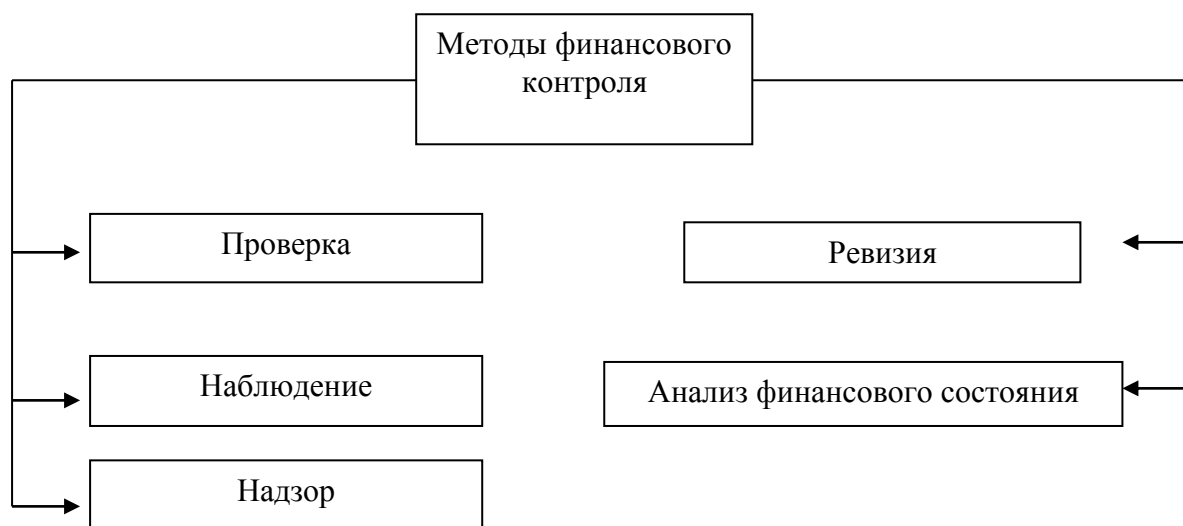 Методы финансового
контроля
Проверка
Ревизия
Наблюдение
Анализ финансового состояния
Надзор